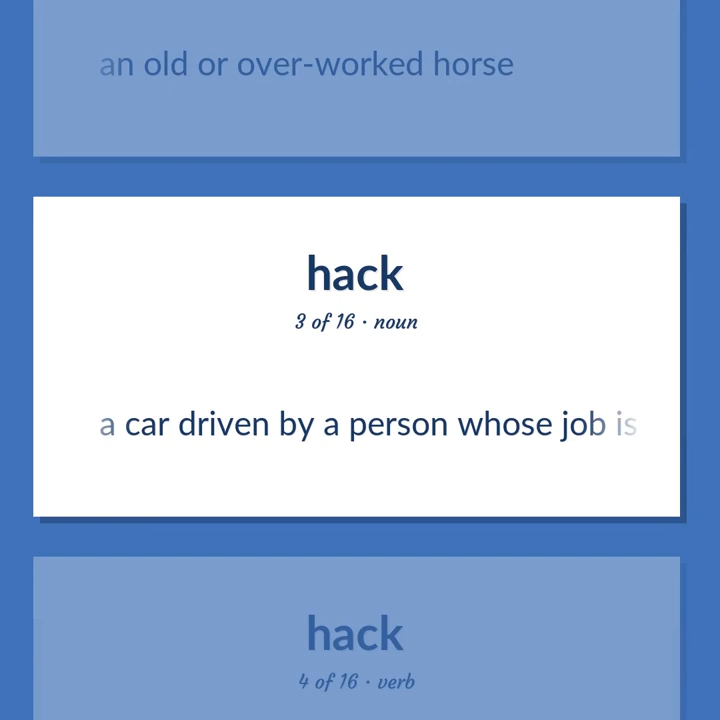 an old or over-worked horse
hack
3 of 16 · noun
a car driven by a person whose job is
hack
4 of 16 · verb